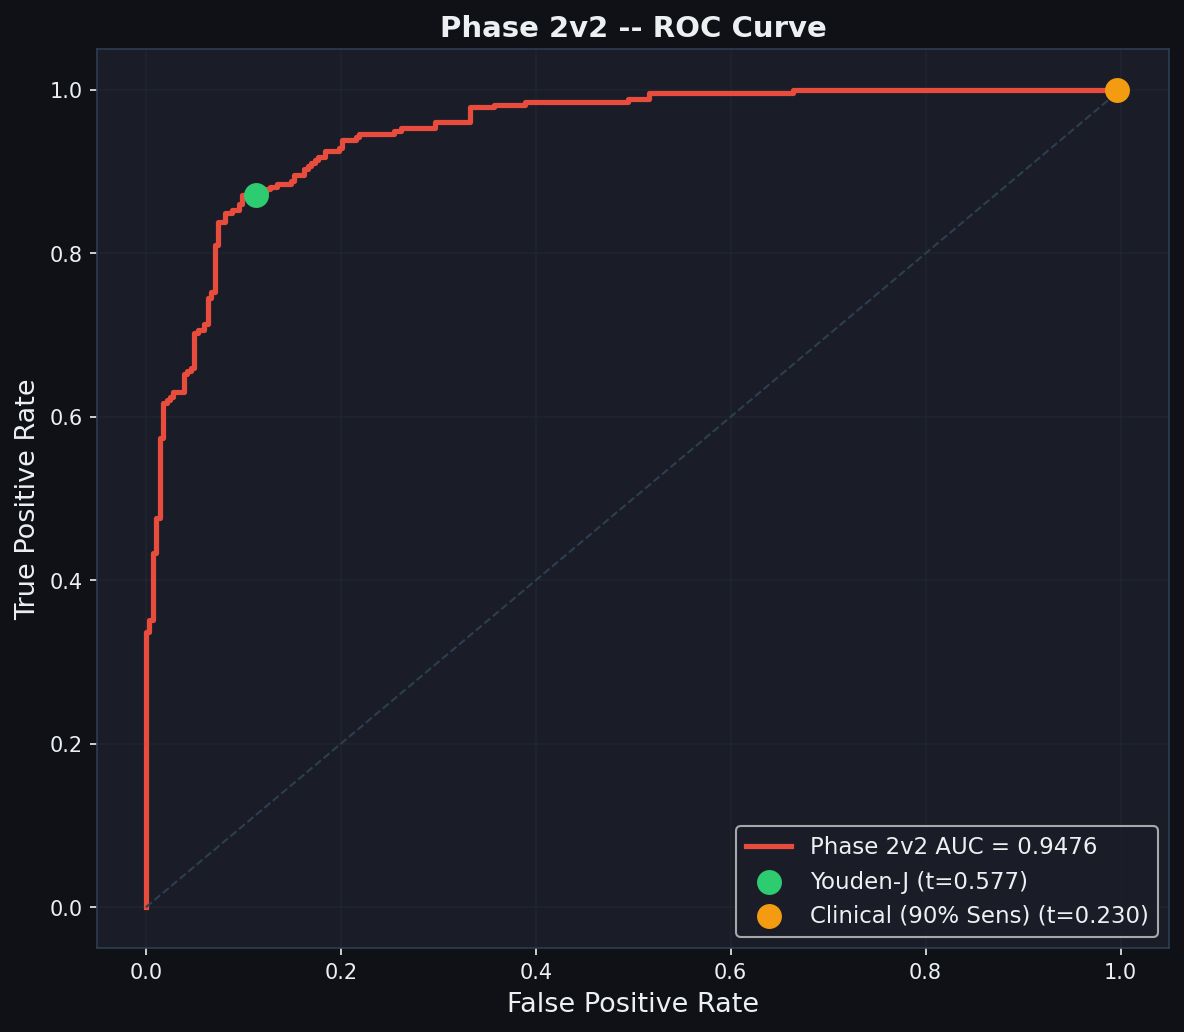 Phase 2v2 -- ROC Curve
True Positive Rate
1.0
0.8
0.6
0.4
0.2
0.0
0.0 0.2 0.4 0.6 0.8 1.0
False Positive Rate
Phase 2v2 AUC = 0.9476
Youden-J (t=0.577)
Clinical (90% Sens) (t=0.230)